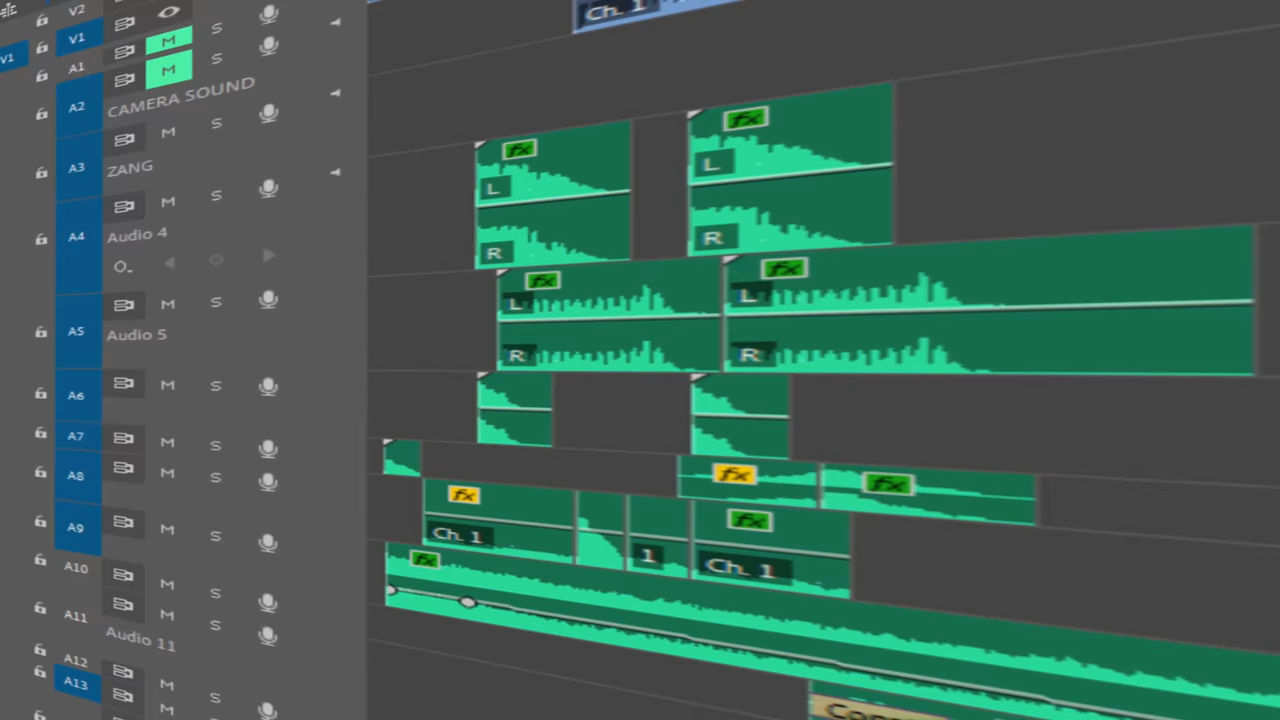 V2
Ch. 1
V1 V1
A1 M S
A2 M S
CAMERA SOUND
A3 M S
ZANG
A4 M S
Audio 4
A5 M S
Audio 5
A6 M S
A7 M S
A8 M S
A9 M S
A10 M S
A11 M S
Audio 11
A12 M S
A13 M S
fx fx
L L
R R
fx fx
L L
R R
fx fx
fx fx
Ch. 1 1 Ch. 1
fx